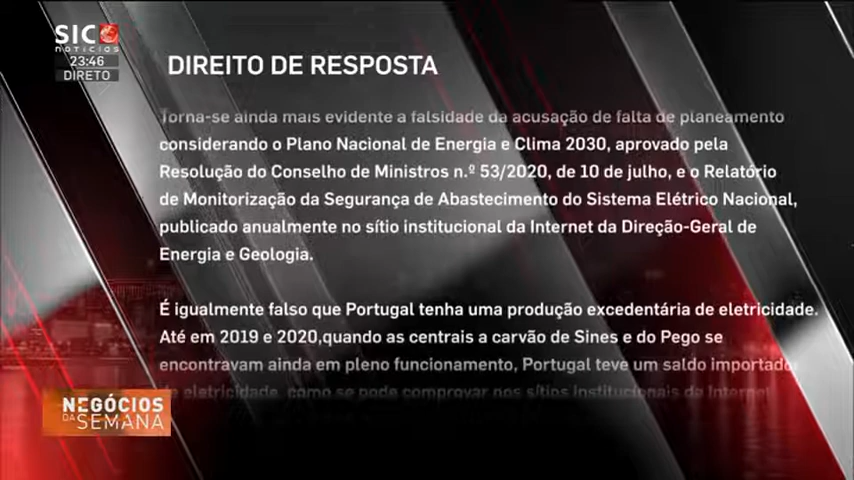 SIC
notícias
23:46
DIRETO
DIREITO DE RESPOSTA
Torna-se ainda mais evidente a falsidade da acusação de falta de planeamento
considerando o Plano Nacional de Energia e Clima 2030, aprovado pela
Resolução do Conselho de Ministros n.º 53/2020, de 10 de julho, e o Relatório
de Monitorização da Segurança de Abastecimento do Sistema Elétrico Nacional,
publicado anualmente no sítio institucional da Internet da Direção-Geral de
Energia e Geologia.
É igualmente falso que Portugal tenha uma produção excedentária de eletricidade.
Até em 2019 e 2020,quando as centrais a carvão de Sines e do Pego se
encontravam ainda em pleno funcionamento, Portugal teve um saldo importador
de eletricidade, como se pode comprovar nos sítios institucionais da Internet
NEGÓCIOS
DA SEMANA